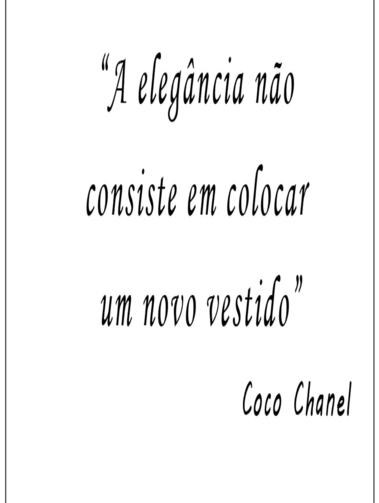 “A elegância não
consiste em colocar
um novo vestido”
Coco Chanel